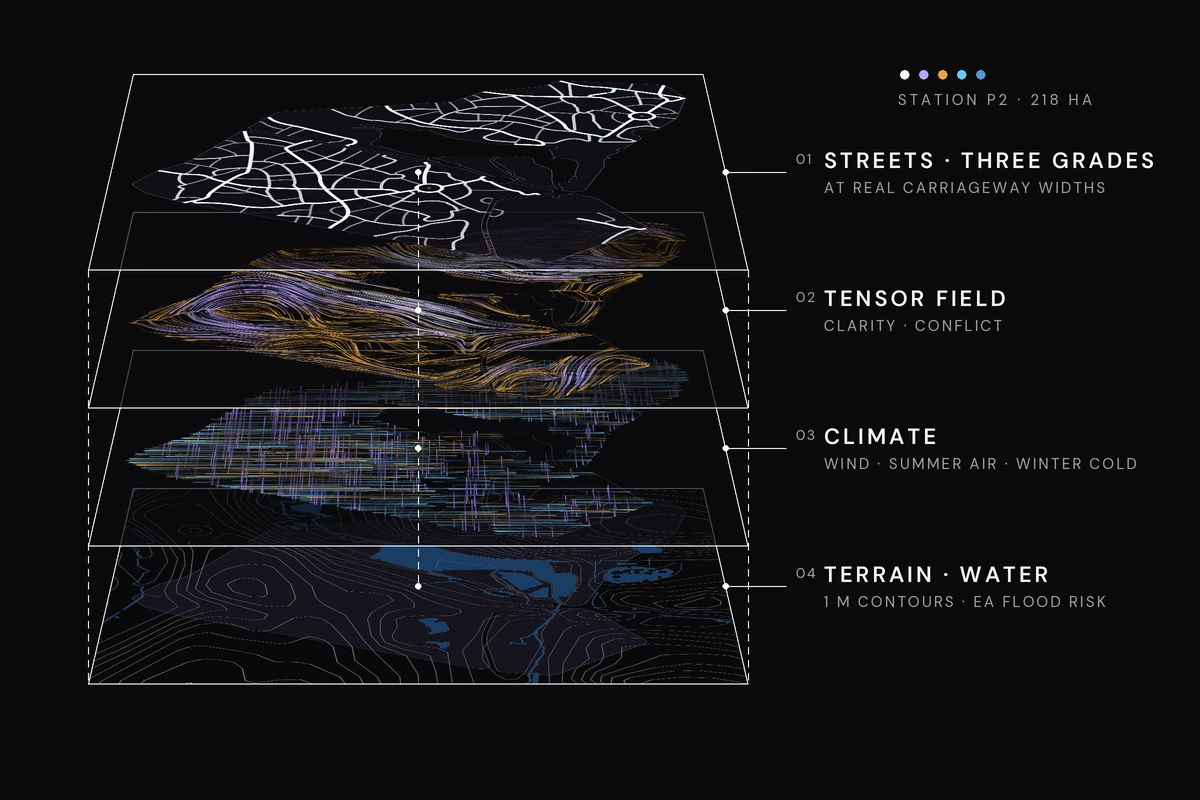 STATION P2 · 218 HA
01 STREETS · THREE GRADES
AT REAL CARRIAGEWAY WIDTHS
02 TENSOR FIELD
CLARITY · CONFLICT
03 CLIMATE
WIND · SUMMER AIR · WINTER COLD
04 TERRAIN · WATER
1 M CONTOURS · EA FLOOD RISK